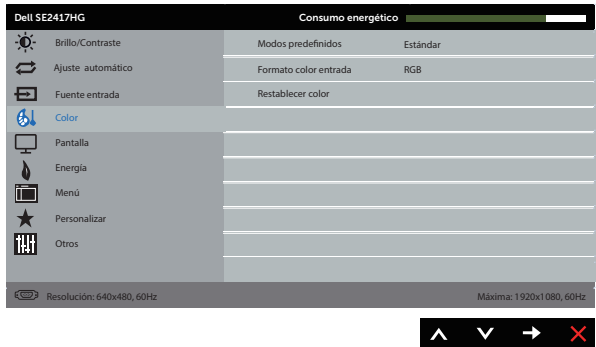 Dell SE2417HG
Consumo energético
Brillo/Contraste
Modos predefinidos
Estándar
Ajuste automático
Formato color entrada
RGB
Fuente entrada
Restablecer color
Color
Pantalla
Energía
Menú
Personalizar
Otros
Resolución: 640x480, 60Hz
Máxima: 1920x1080, 60Hz